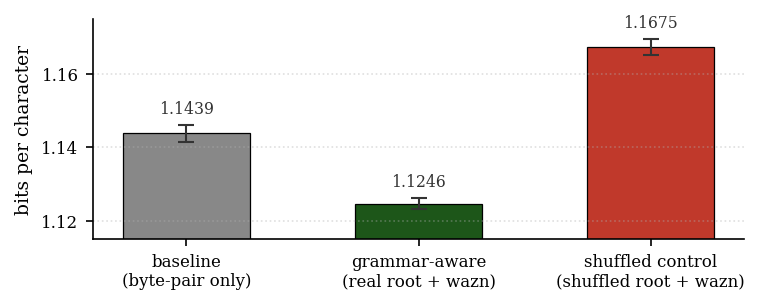 bits per character
1.16
1.14
1.12
1.1439
1.1246
1.1675
baseline
(byte-pair only)
grammar-aware
(real root + wazn)
shuffled control
(shuffled root + wazn)